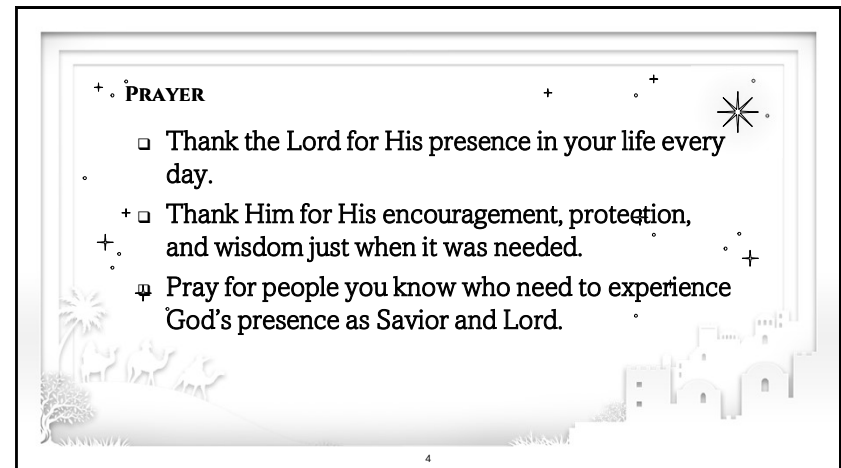 PRAYER
❑ Thank the Lord for His presence in your life every
day.
❑ Thank Him for His encouragement, protection,
and wisdom just when it was needed.
❑ Pray for people you know who need to experience
God’s presence as Savior and Lord.
4